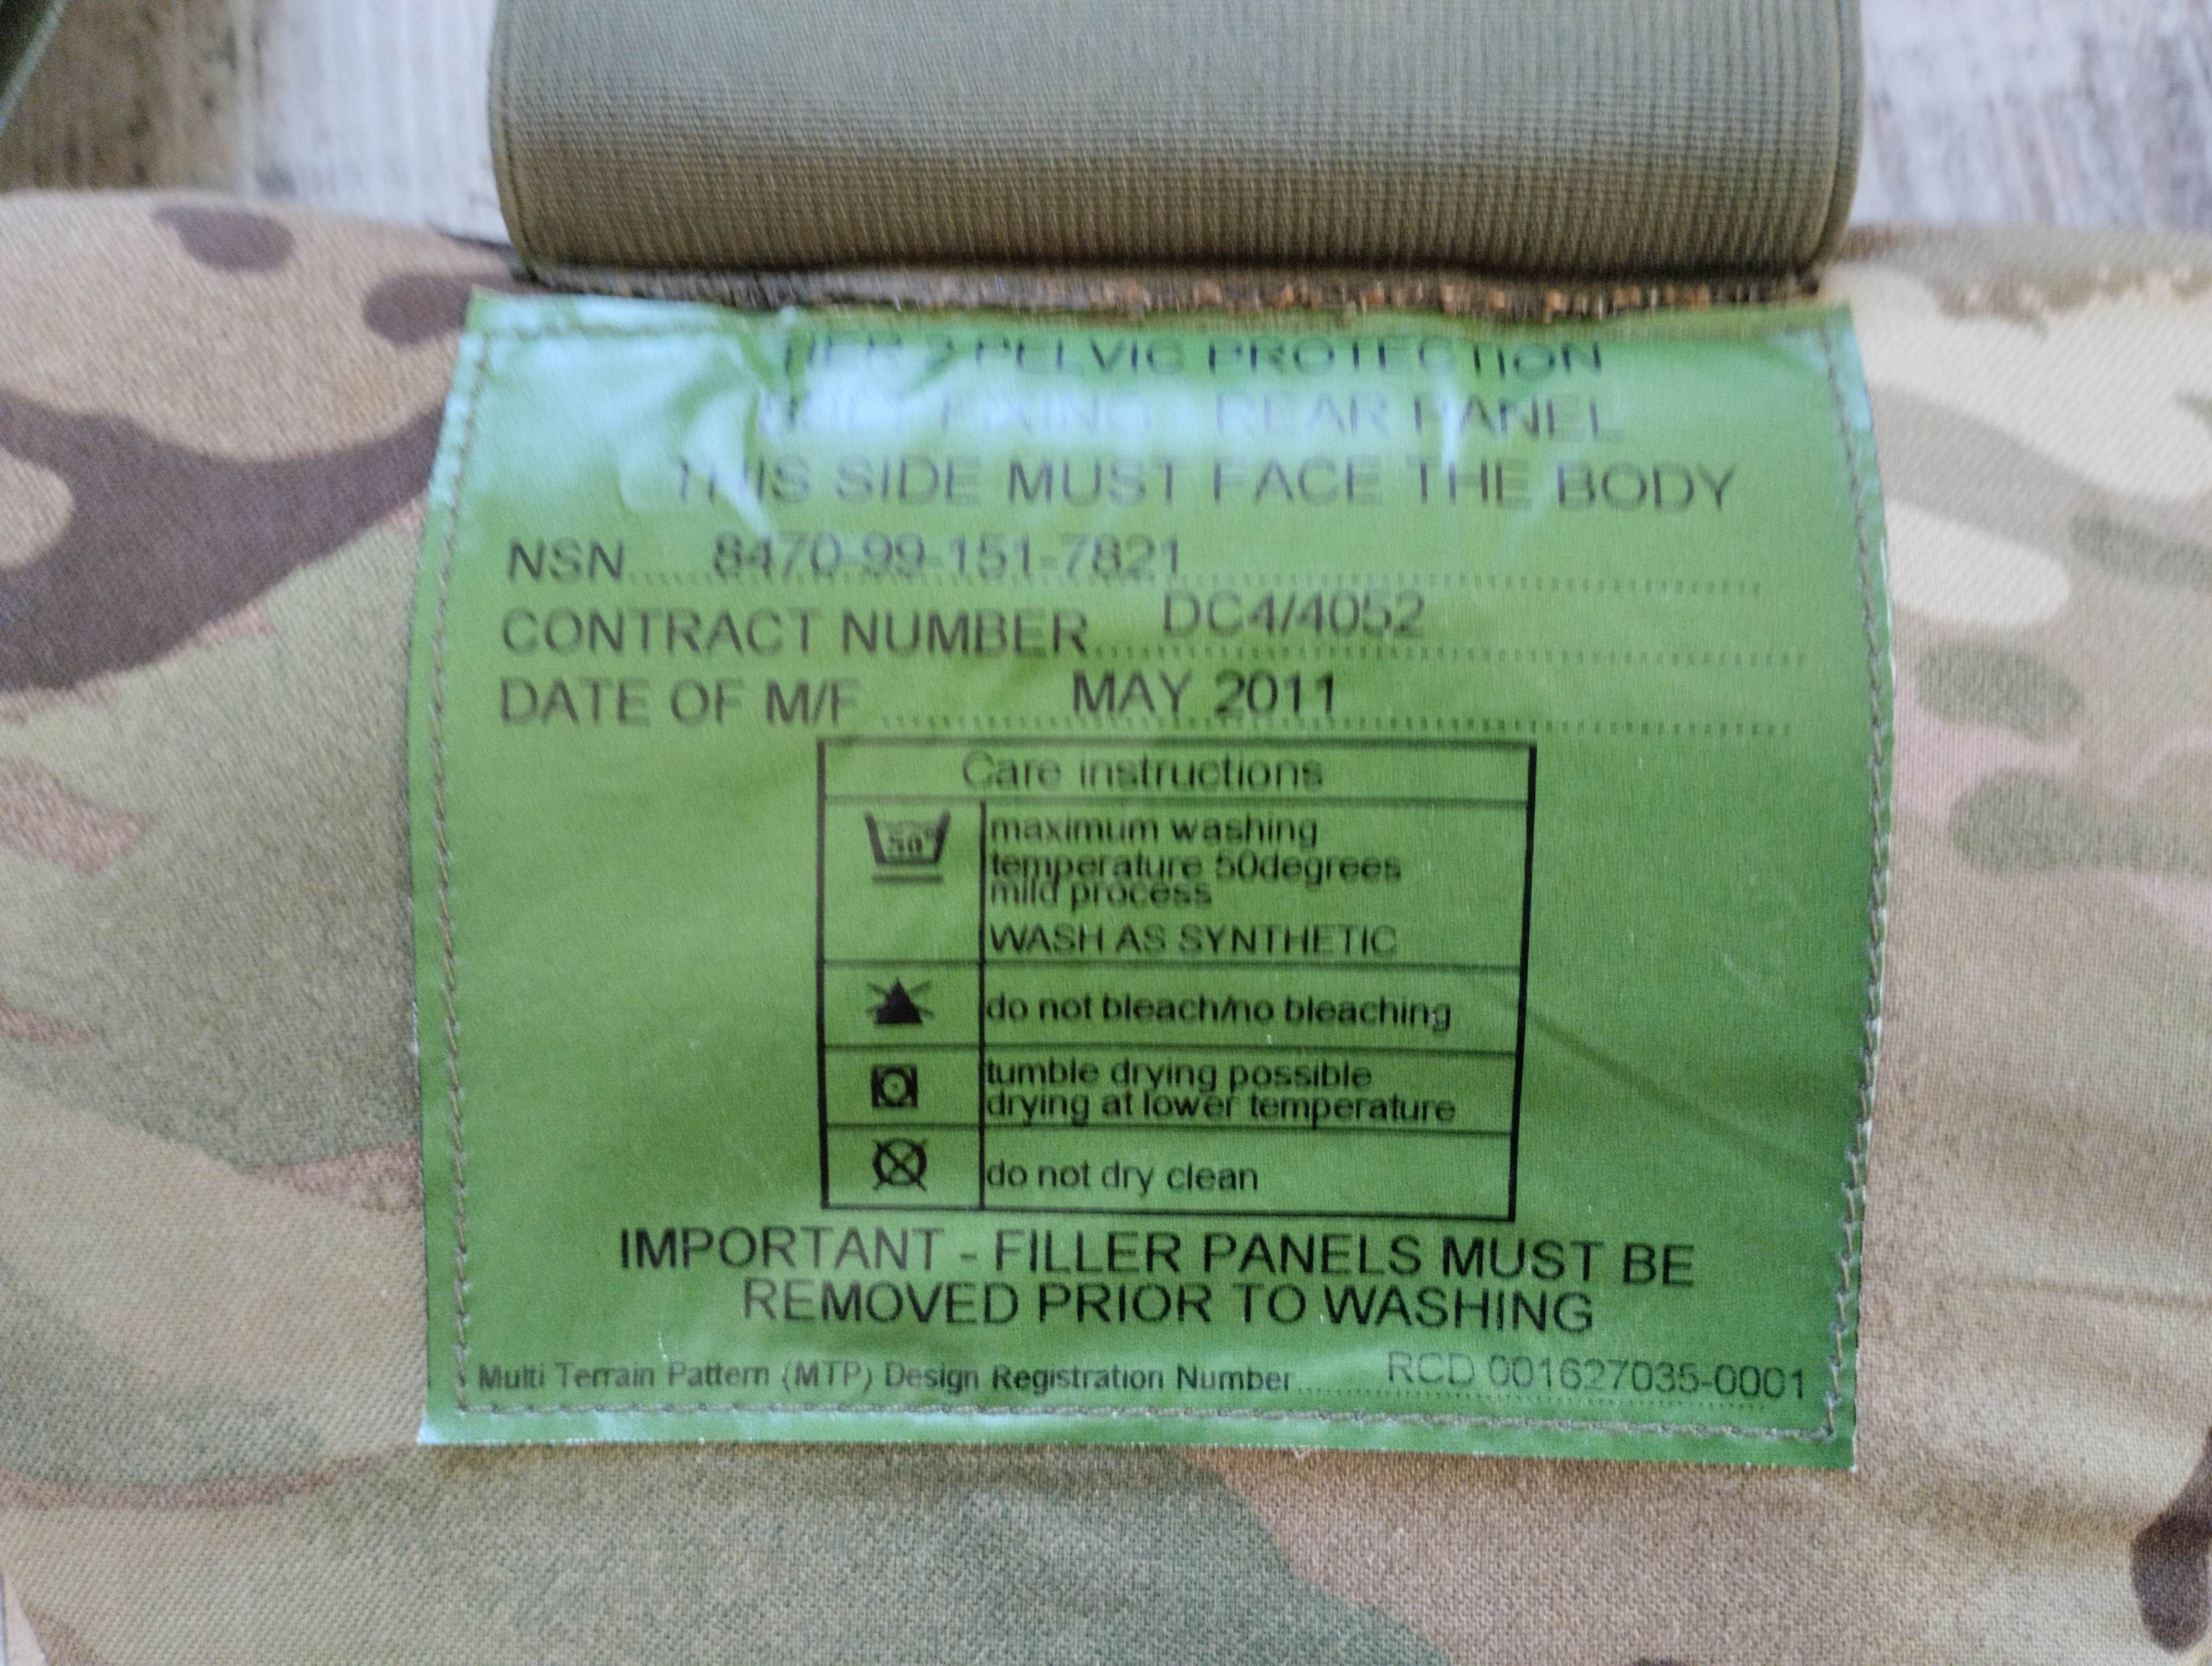 TIER 2 PELVIC PROTECTION
BELT FIXING - REAR PANEL
THIS SIDE MUST FACE THE BODY
NSN ..... 8470-99-151-7821
CONTRACT NUMBER ..... DC4/4052
DATE OF M/F ..... MAY 2011
Care instructions
50°
maximum washing
temperature 50degrees
mild process
WASH AS SYNTHETIC
do not bleach/no bleaching
tumble drying possible
drying at lower temperature
do not dry clean
IMPORTANT - FILLER PANELS MUST BE
REMOVED PRIOR TO WASHING
Multi Terrain Pattern (MTP) Design Registration Number..... RCD 001627035-0001